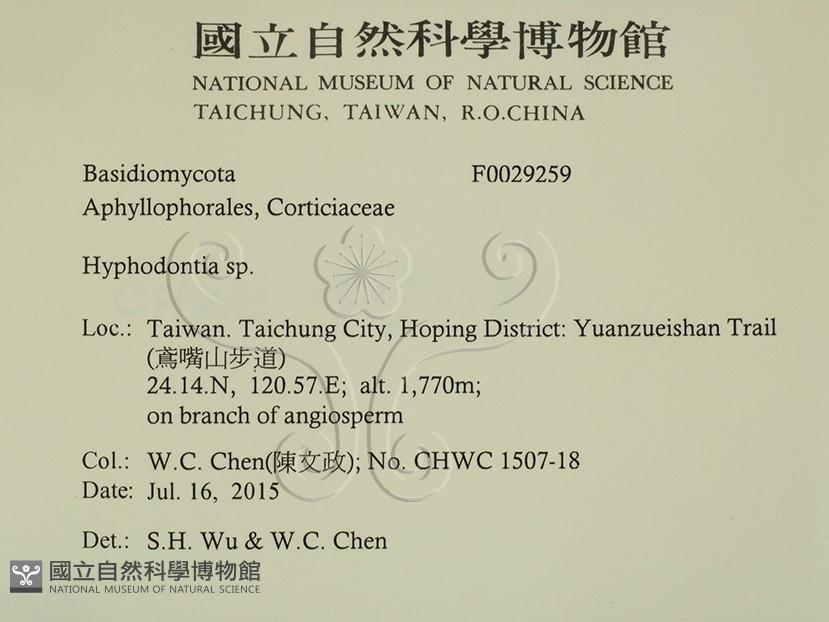 國立自然科學博物館
NATIONAL MUSEUM OF NATURAL SCIENCE
TAICHUNG, TAIWAN, R.O.CHINA
Basidiomycota F0029259
Aphyllophorales, Corticiaceae
Hyphodontia sp.
Loc.: Taiwan. Taichung City, Hoping District: Yuanzueishan Trail
(鳶嘴山步道)
24.14.N, 120.57.E; alt. 1,770m;
on branch of angiosperm
Col.: W.C. Chen(陳文政); No. CHWC 1507-18
Date: Jul. 16, 2015
Det.: S.H. Wu & W.C. Chen
國立自然科學博物館
NATIONAL MUSEUM OF NATURAL SCIENCE